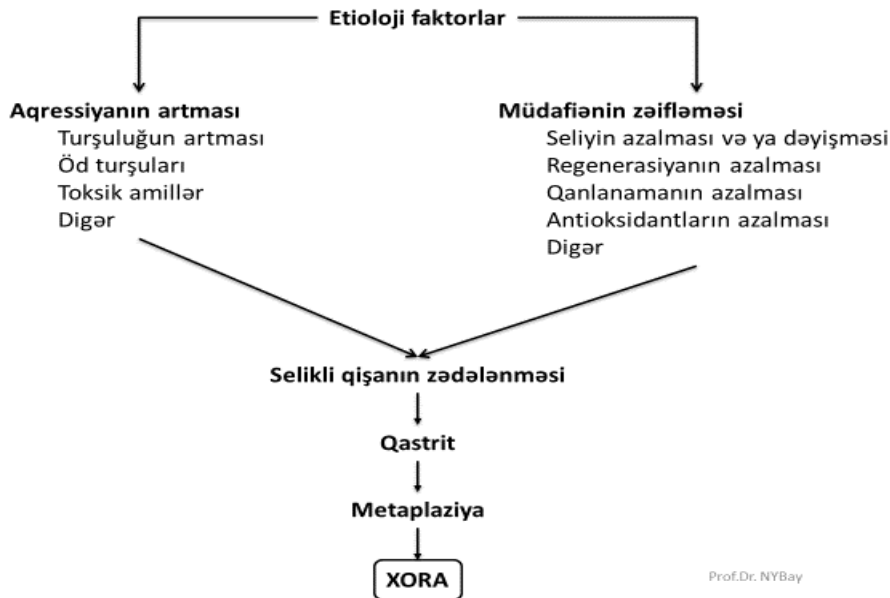 Etioloji faktorlar
Aqressiyanın artması
Turşuluğun artması
Öd turşuları
Toksik amillər
Digər
Müdafiənin zəifləməsi
Seliyin azalması və ya dəyişməsi
Regenerasiyanın azalması
Qanlanamanın azalması
Antioksidantların azalması
Digər
Selikli qişanın zədələnməsi
Qastrit
Metaplaziya
XORA
Prof.Dr. NYBay